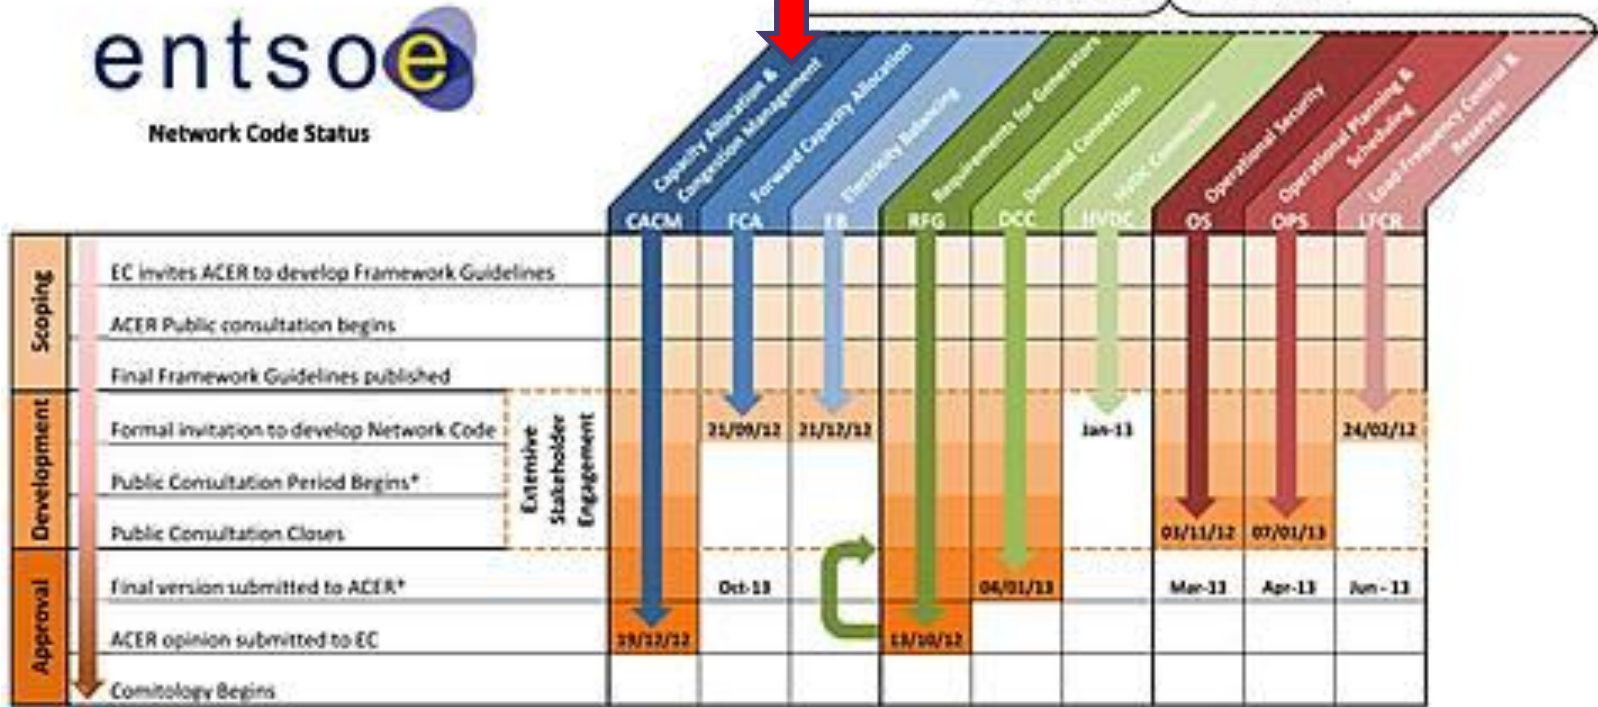 entsoe
Network Code Status
Capacity Allocation &
Congestion Management
Forward Capacity Allocation
Electricity Balancing
Requirements for Generators
Demand Connection
HVDC Connection
Operational Security
Operational Planning &
Scheduling
Load Frequency Control &
Reserves
CACM FCA EB RFG DCC HVDC OS OPS LFCR
Scoping
EC invites ACER to develop Framework Guidelines
ACER Public consultation begins
Final Framework Guidelines published
Development
Extensive
Stakeholder
Engagement
Formal invitation to develop Network Code 21/09/12 21/12/12 Jan-13 24/02/12
Public Consultation Period Begins*
Public Consultation Closes 03/11/12 07/01/13
Approval
Final version submitted to ACER* Oct-13 04/01/13 Mar-13 Apr-13 Jun - 13
ACER opinion submitted to EC 19/12/12 13/10/12
Comitology Begins